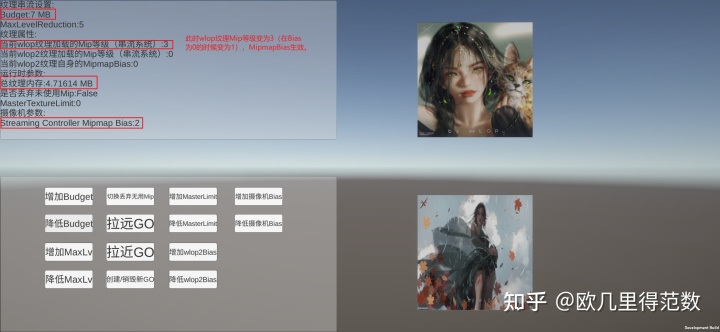 纹理串流设置:
Budget:7 MB
MaxLevelReduction:5
纹理属性:
当前wlop纹理加载的Mip等级（串流系统）:3
当前wlop2纹理加载的Mip等级（串流系统）:0
当前wlop2纹理自身的MipmapBias:0
运行时参数:
总纹理内存:4.71614 MB
是否丢弃未使用Mip:False
MasterTextureLimit:0
摄像机参数:
Streaming Controller Mipmap Bias:2
此时wlop纹理Mip等级变为3（在Bias
为0的时候变为1），MipmapBias生效。
增加Budget
切换丢弃无用Mip
增加MasterLimit
增加摄像机Bias
降低Budget
拉远GO
降低MasterLimit
降低摄像机Bias
增加MaxLv
拉近GO
增加wlop2Bias
降低MaxLv
创建/销毁新GO
降低wlop2Bias
BY WLOP
知乎 @欧几里得范数
Development Build